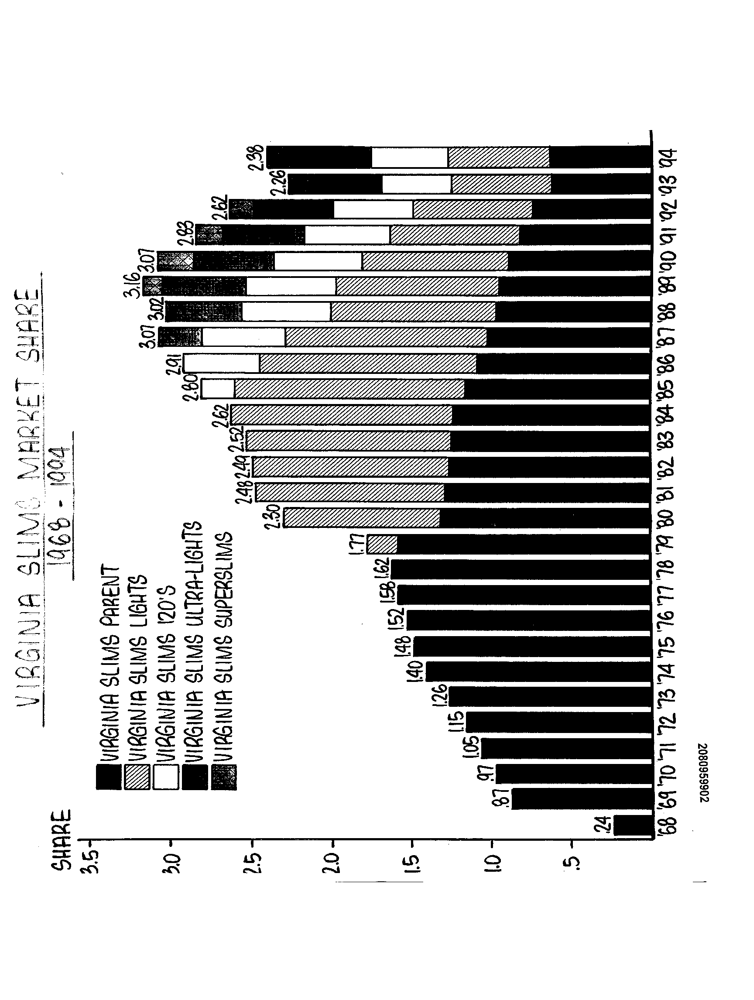 VIRGINIA SLIMS MARKET SHARE
1968 - 1994
SHARE
3.5
3.0
2.5
2.0
1.5
1.0
.5
VIRGINIA SLIMS PARENT
VIRGINIA SLIMS LIGHTS
VIRGINIA SLIMS 120'S
VIRGINIA SLIMS ULTRA-LIGHTS
VIRGINIA SLIMS SUPERSLIMS
.24 .87 .97 1.05 1.15 1.26 1.40 1.48 1.52 1.58 1.62 1.77 2.30 2.48 2.49 2.52 2.62 2.80 2.91 3.07 3.02 3.16 3.07 2.83 2.62 2.26 2.38
'68 '69 '70 '71 '72 '73 '74 '75 '76 '77 '78 '79 '80 '81 '82 '83 '84 '85 '86 '87 '88 '89 '90 '91 '92 '93 '94
2080959902